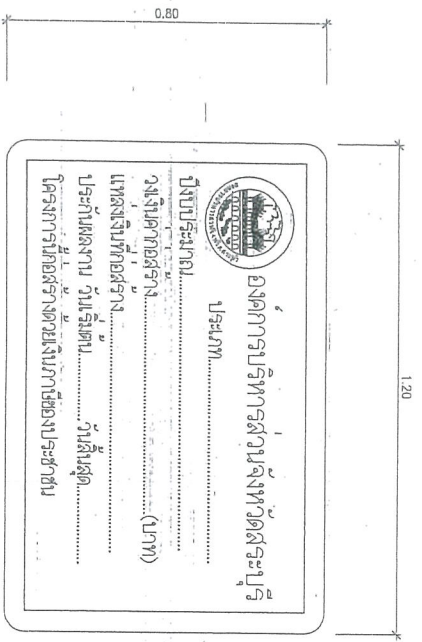 0.80
1.20
องค์การบริหารส่วนจังหวัดสระบุรี
ประเภท....................................
ปีงบประมาณ....................................
วงเงินค่าก่อสร้าง....................................(บาท)
แหล่งเงินที่ก่อสร้าง....................................
ประกันผลงาน วันเริ่มต้น............วันสิ้นสุด............
โครงการนี้ก่อสร้างด้วยเงินภาษีของประชาชน